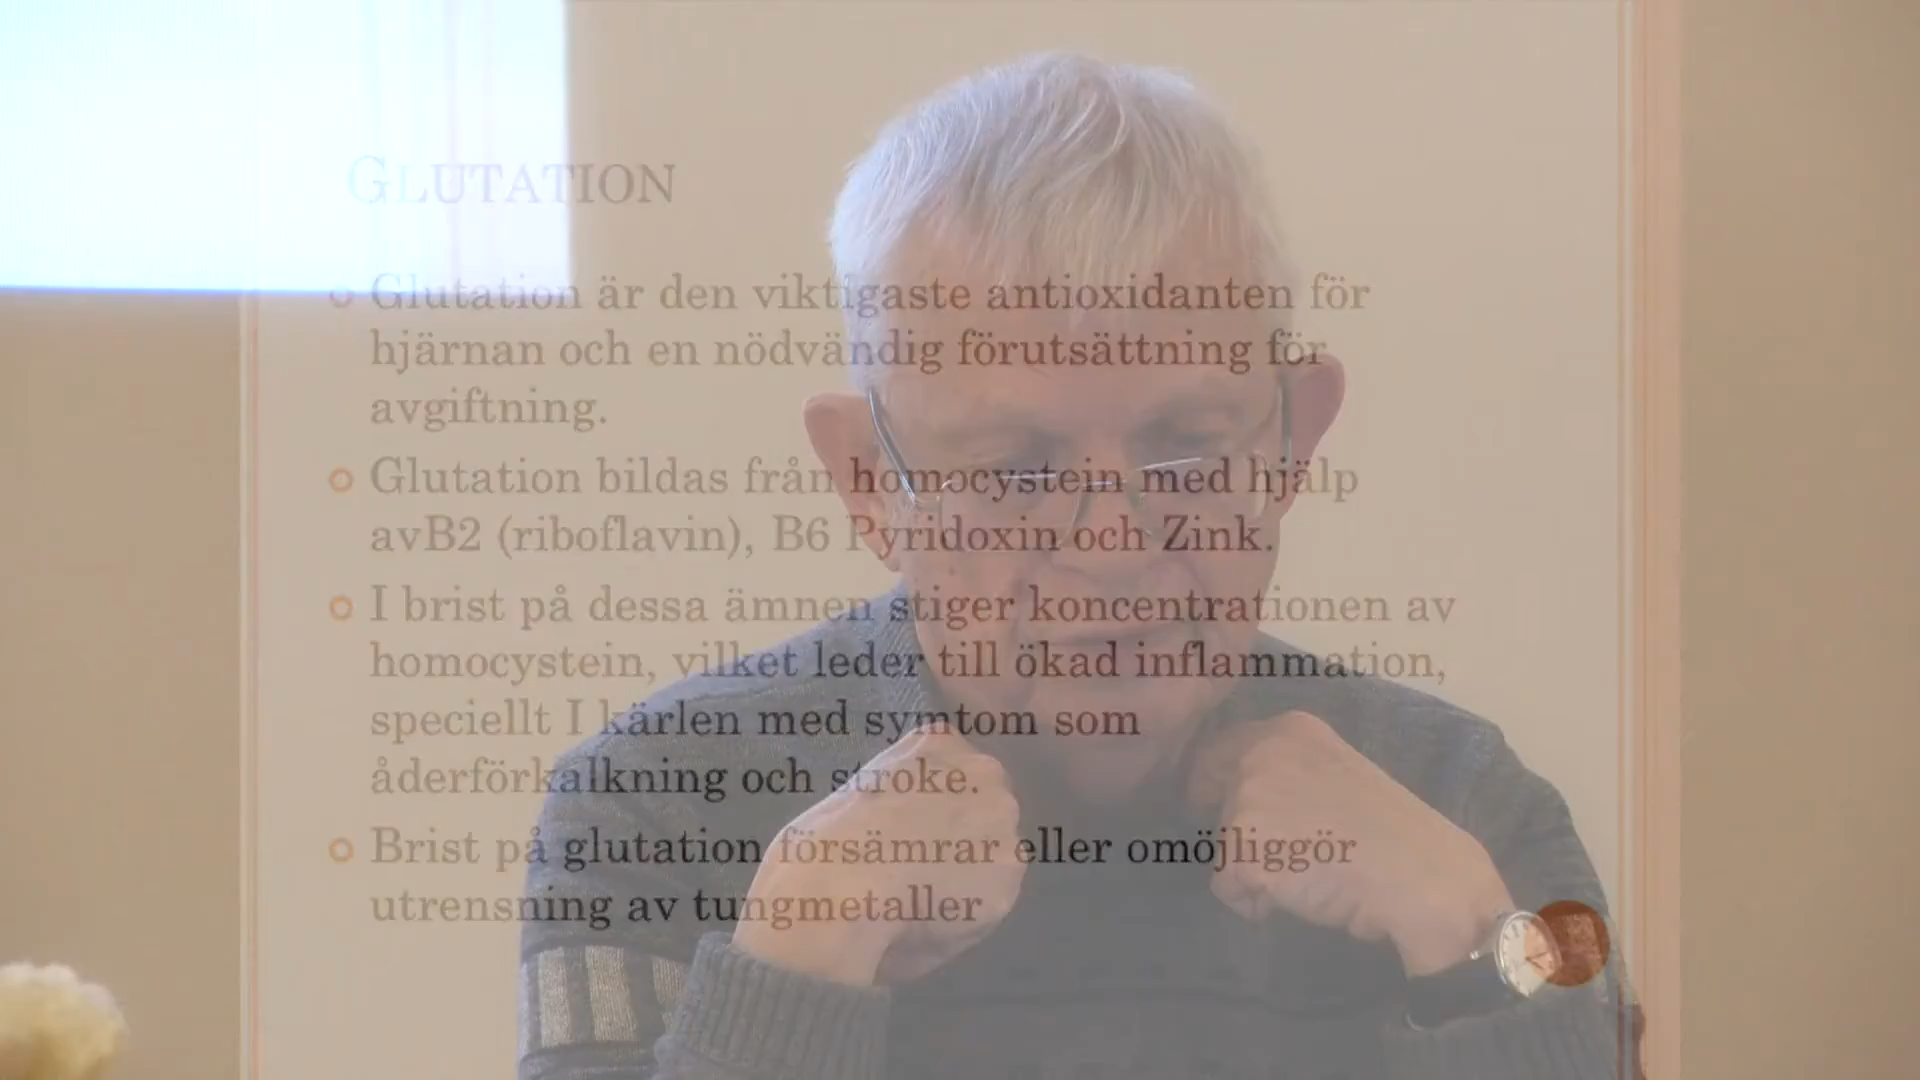 GLUTATION
Glutation är den viktigaste antioxidanten för
hjärnan och en nödvändig förutsättning för
avgiftning.
Glutation bildas från homocystein med hjälp
avB2 (riboflavin), B6 Pyridoxin och Zink.
I brist på dessa ämnen stiger koncentrationen av
homocystein, vilket leder till ökad inflammation,
speciellt I kärlen med symtom som
åderförkalkning och stroke.
Brist på glutation försämrar eller omöjliggör
utrensning av tungmetaller